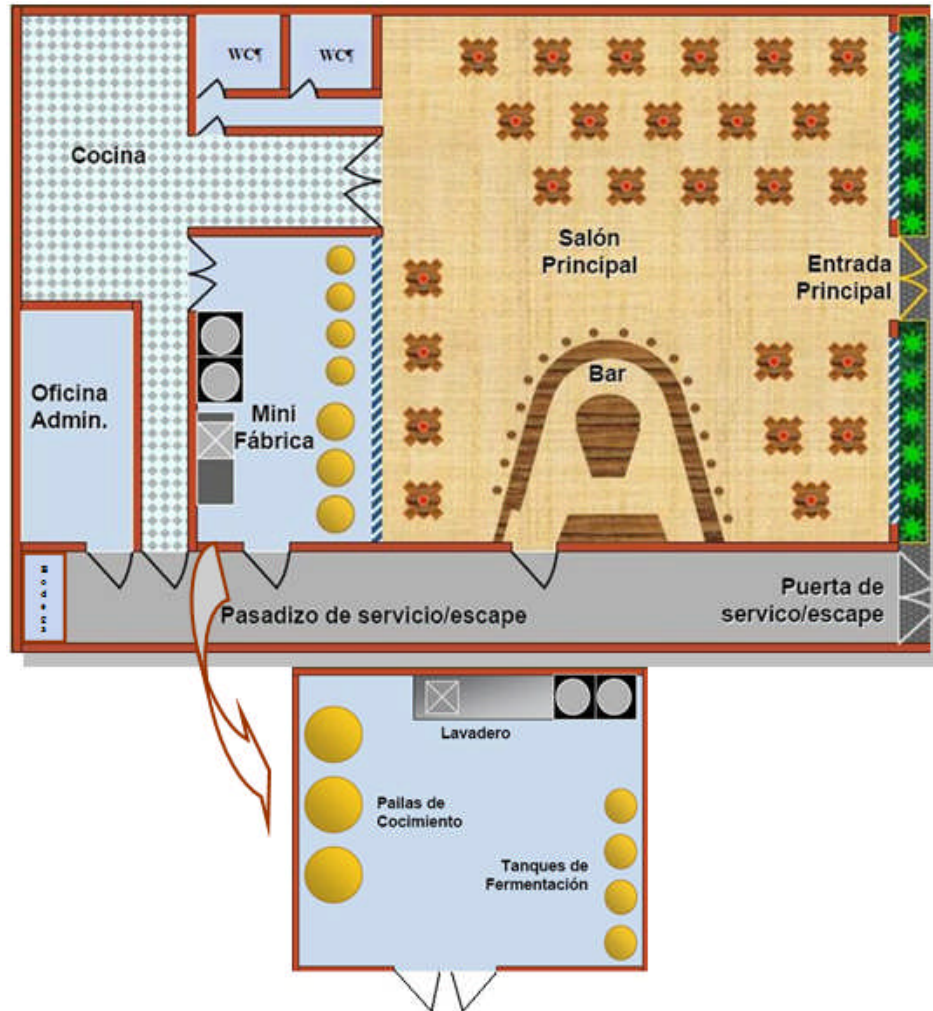 WC¶
WC¶
Cocina
Salón
Principal
Entrada
Principal
Bar
Oficina
Admin.
Mini
Fábrica
Bodega
Pasadizo de servicio/escape
Puerta de
servico/escape
Lavadero
Pailas de
Cocimiento
Tanques de
Fermentación